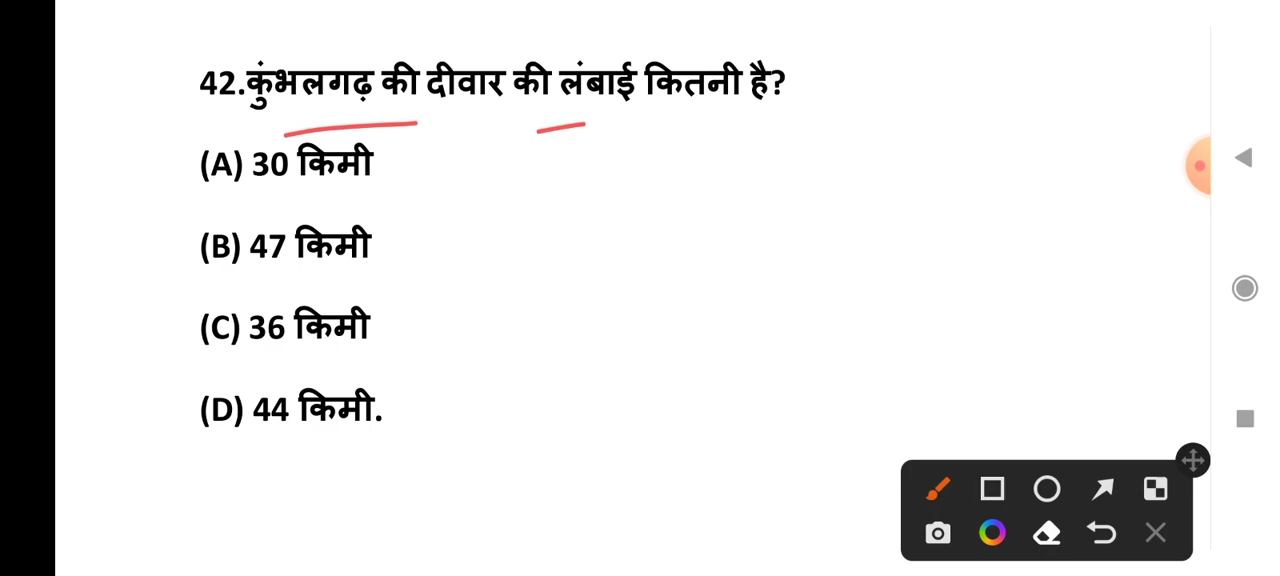 42.कुंभलगढ़ की दीवार की लंबाई कितनी है?
(A) 30 किमी
(B) 47 किमी
(C) 36 किमी
(D) 44 किमी.